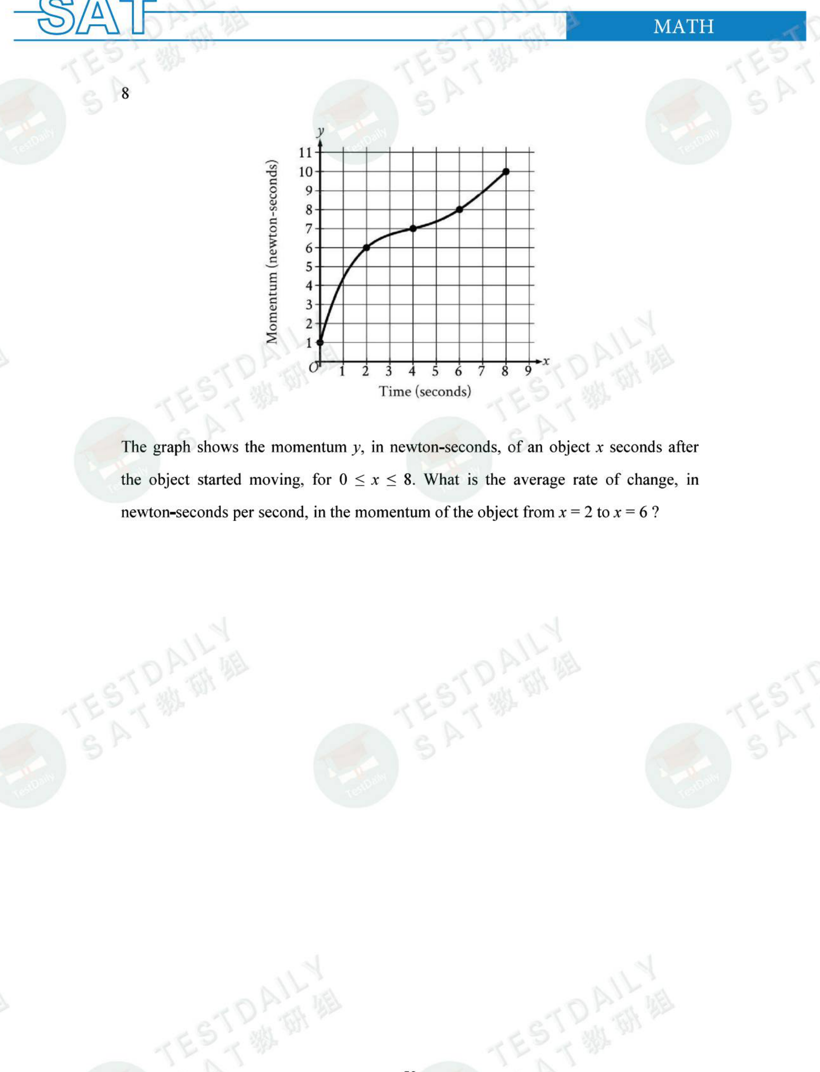 SAT
MATH
8
y
11
10
9
8
7
6
5
4
3
2
1
O
1 2 3 4 5 6 7 8 9
x
Momentum (newton-seconds)
Time (seconds)
The graph shows the momentum y, in newton-seconds, of an object x seconds after
the object started moving, for 0 ≤ x ≤ 8. What is the average rate of change, in
newton-seconds per second, in the momentum of the object from x = 2 to x = 6 ?
TESTDAILY
SAT教研组
TestDaily